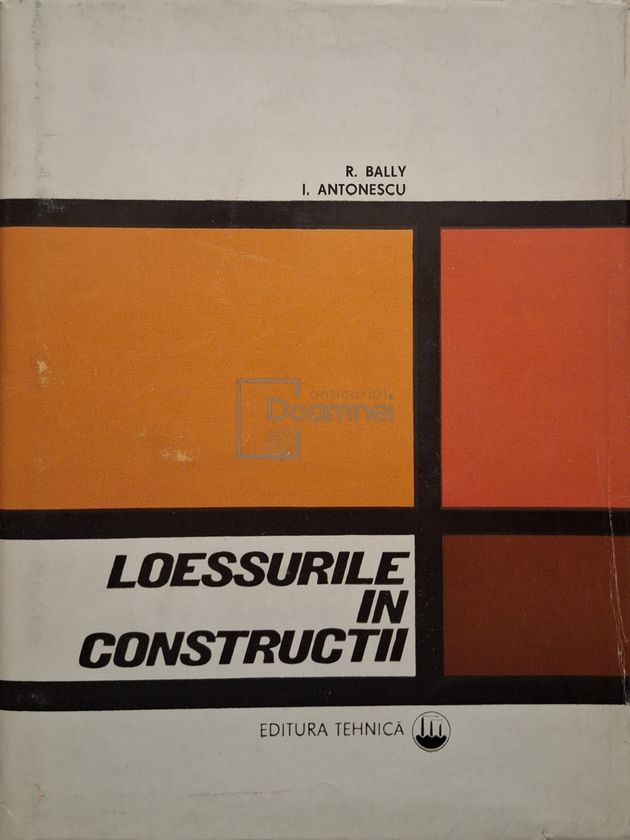 R. BALLY
I. ANTONESCU
anticariat
Doamnei
LOESSURILE
IN
CONSTRUCTII
EDITURA TEHNICĂ